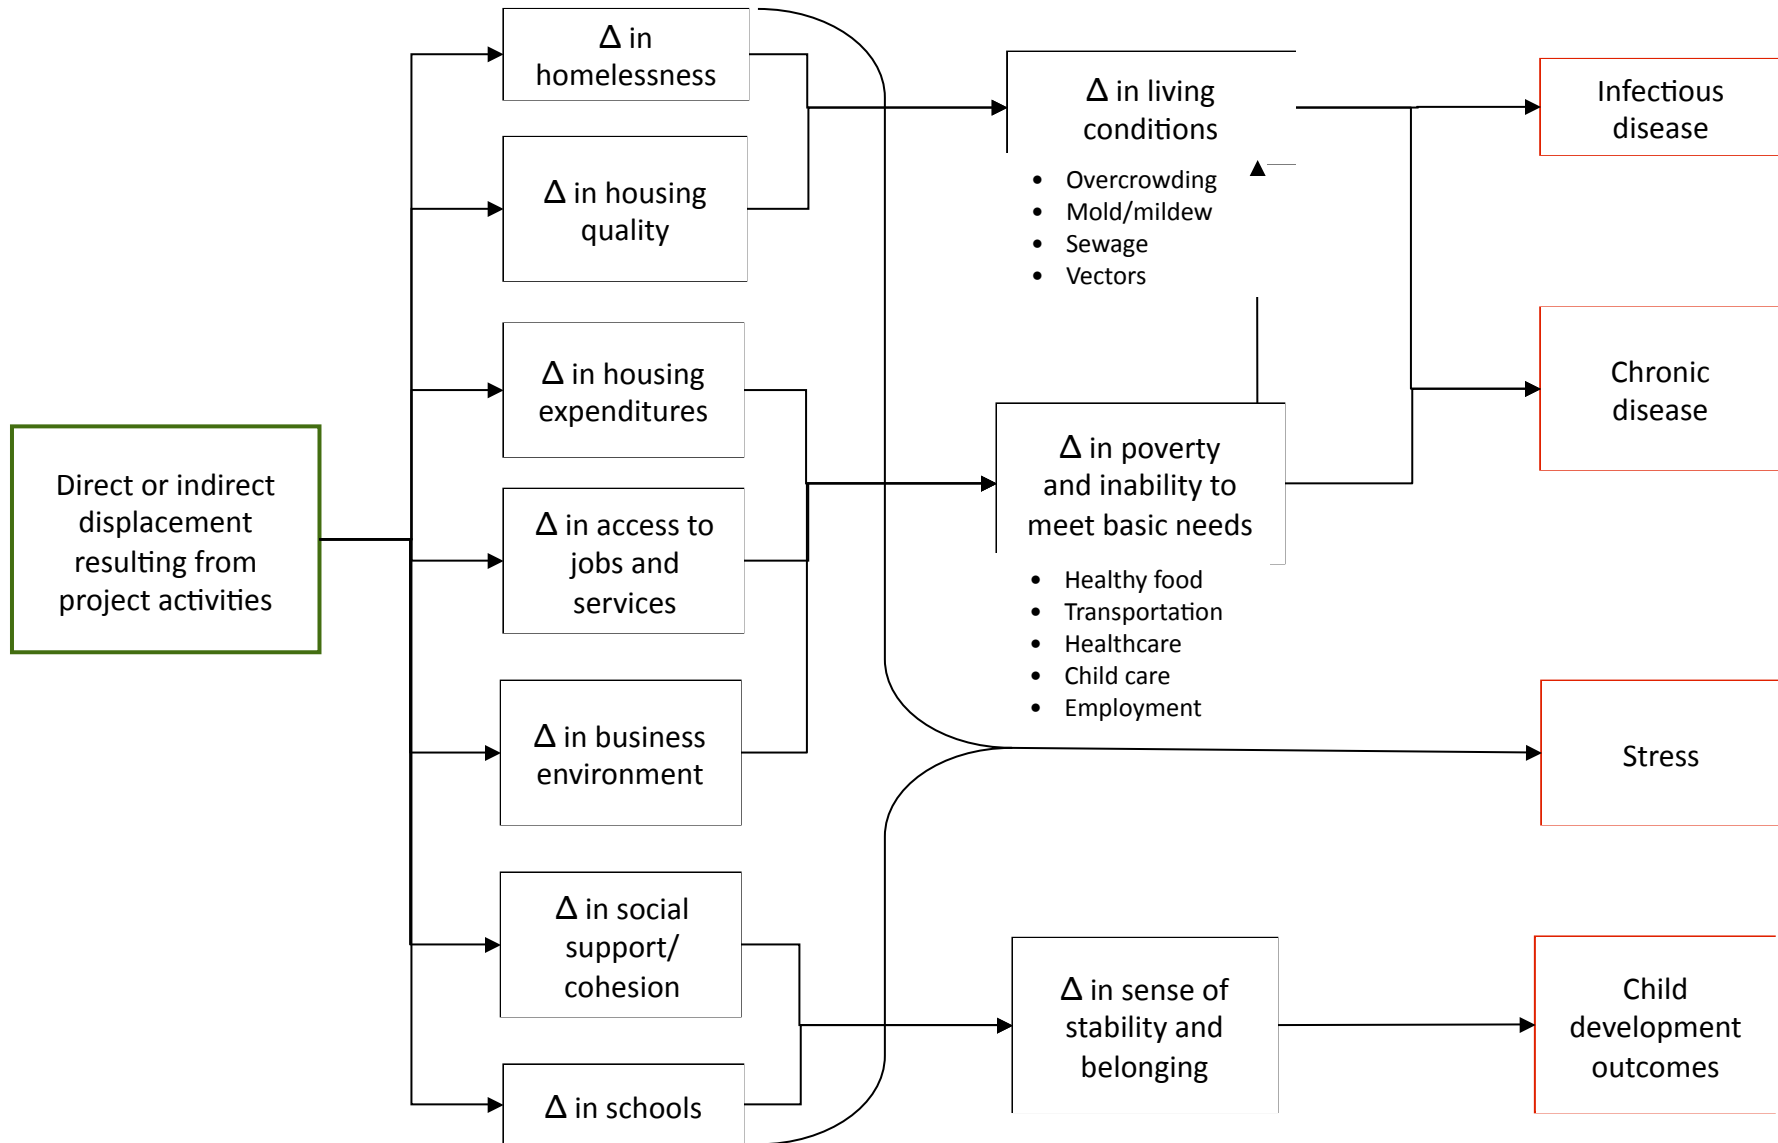 Direct or indirect
displacement
resulting from
project activities
Δ in
homelessness
Δ in housing
quality
Δ in housing
expenditures
Δ in access to
jobs and
services
Δ in business
environment
Δ in social
support/
cohesion
Δ in schools
Δ in living
conditions
• Overcrowding
• Mold/mildew
• Sewage
• Vectors
Δ in poverty
and inability to
meet basic needs
• Healthy food
• Transportation
• Healthcare
• Child care
• Employment
Δ in sense of
stability and
belonging
Infectious
disease
Chronic
disease
Stress
Child
development
outcomes